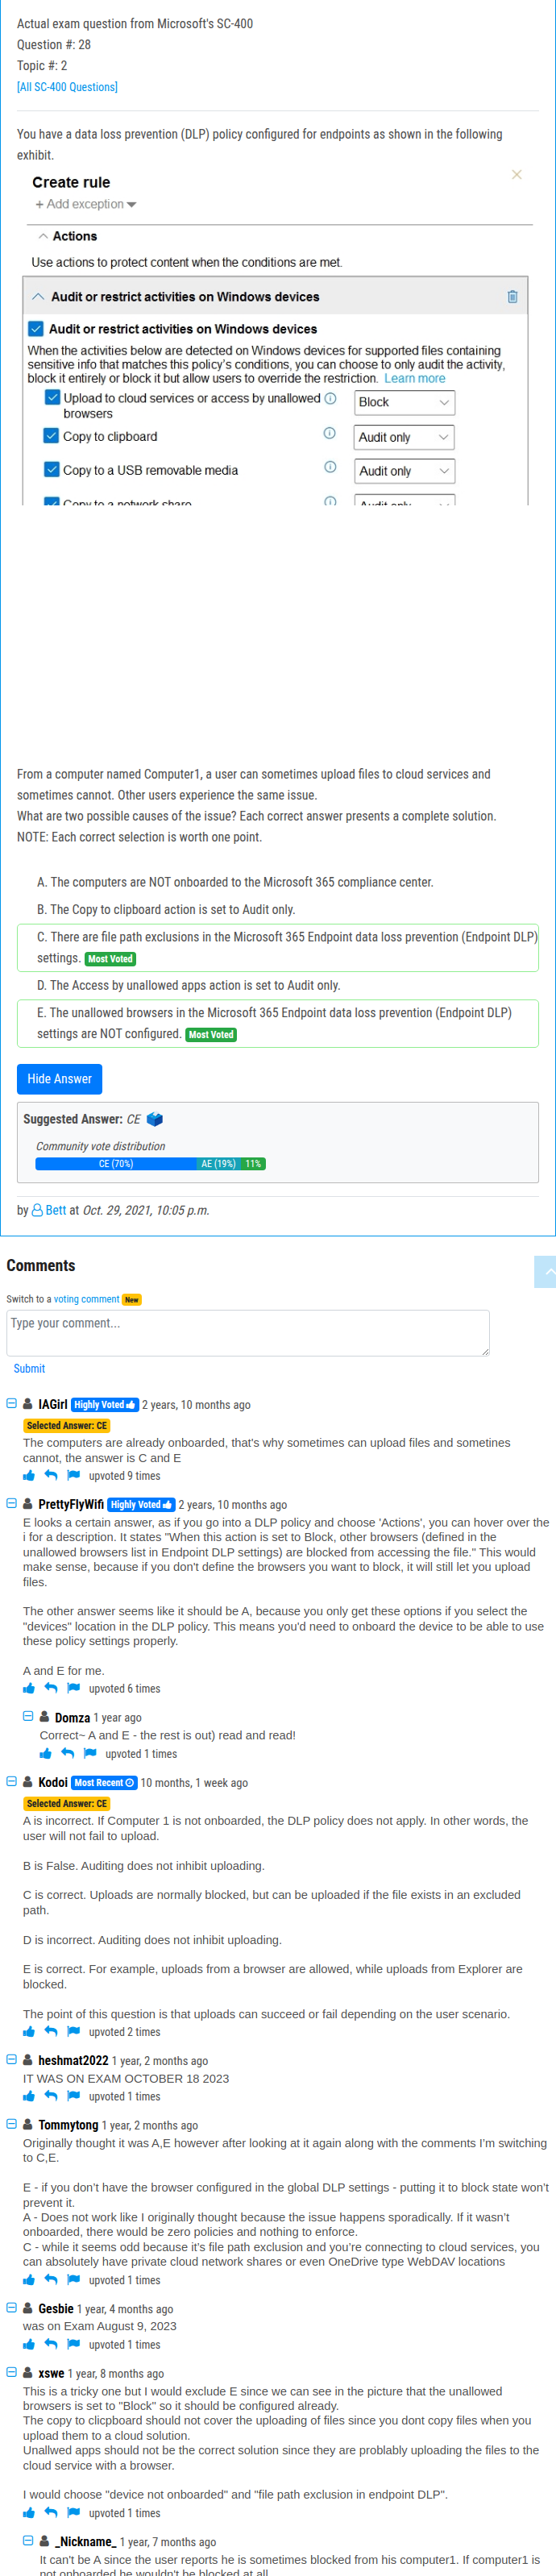 Actual exam question from Microsoft's SC-400
Question #: 28
Topic #: 2
[All SC-400 Questions]
You have a data loss prevention (DLP) policy configured for endpoints as shown in the following
exhibit.
Create rule
+ Add exception
Actions
Use actions to protect content when the conditions are met.
Audit or restrict activities on Windows devices
Audit or restrict activities on Windows devices
When the activities below are detected on Windows devices for supported files containing
sensitive info that matches this policy's conditions, you can choose to only audit the activity,
block it entirely or block it but allow users to override the restriction. Learn more
Upload to cloud services or access by unallowed
browsers
Block
Copy to clipboard
Audit only
Copy to a USB removable media
Audit only
Copy to a network share
Audit only
From a computer named Computer1, a user can sometimes upload files to cloud services and
sometimes cannot. Other users experience the same issue.
What are two possible causes of the issue? Each correct answer presents a complete solution.
NOTE: Each correct selection is worth one point.
A. The computers are NOT onboarded to the Microsoft 365 compliance center.
B. The Copy to clipboard action is set to Audit only.
C. There are file path exclusions in the Microsoft 365 Endpoint data loss prevention (Endpoint DLP)
settings. Most Voted
D. The Access by unallowed apps action is set to Audit only.
E. The unallowed browsers in the Microsoft 365 Endpoint data loss prevention (Endpoint DLP)
settings are NOT configured. Most Voted
Hide Answer
Suggested Answer: CE
Community vote distribution
CE (70%) AE (19%) 11%
by Bett at Oct. 29, 2021, 10:05 p.m.
Comments
Switch to a voting comment New
Type your comment...
Submit
IAGirl Highly Voted 2 years, 10 months ago
Selected Answer: CE
The computers are already onboarded, that's why sometimes can upload files and sometines
cannot, the answer is C and E
upvoted 9 times
PrettyFlyWifi Highly Voted 2 years, 10 months ago
E looks a certain answer, as if you go into a DLP policy and choose 'Actions', you can hover over the
i for a description. It states "When this action is set to Block, other browsers (defined in the
unallowed browsers list in Endpoint DLP settings) are blocked from accessing the file." This would
make sense, because if you don't define the browsers you want to block, it will still let you upload
files.
The other answer seems like it should be A, because you only get these options if you select the
"devices" location in the DLP policy. This means you'd need to onboard the device to be able to use
these policy settings properly.
A and E for me.
upvoted 6 times
Domza 1 year ago
Correct~ A and E - the rest is out) read and read!
upvoted 1 times
Kodoi Most Recent 10 months, 1 week ago
Selected Answer: CE
A is incorrect. If Computer 1 is not onboarded, the DLP policy does not apply. In other words, the
user will not fail to upload.
B is False. Auditing does not inhibit uploading.
C is correct. Uploads are normally blocked, but can be uploaded if the file exists in an excluded
path.
D is incorrect. Auditing does not inhibit uploading.
E is correct. For example, uploads from a browser are allowed, while uploads from Explorer are
blocked.
The point of this question is that uploads can succeed or fail depending on the user scenario.
upvoted 2 times
heshmat2022 1 year, 2 months ago
IT WAS ON EXAM OCTOBER 18 2023
upvoted 1 times
Tommytong 1 year, 2 months ago
Originally thought it was A,E however after looking at it again along with the comments I'm switching
to C,E.
E - if you don't have the browser configured in the global DLP settings - putting it to block state won't
prevent it.
A - Does not work like I originally thought because the issue happens sporadically. If it wasn't
onboarded, there would be zero policies and nothing to enforce.
C - while it seems odd because it's file path exclusion and you're connecting to cloud services, you
can absolutely have private cloud network shares or even OneDrive type WebDAV locations
upvoted 1 times
Gesbie 1 year, 4 months ago
was on Exam August 9, 2023
upvoted 1 times
xswe 1 year, 8 months ago
This is a tricky one but I would exclude E since we can see in the picture that the unallowed
browsers is set to "Block" so it should be configured already.
The copy to clicpboard should not cover the uploading of files since you dont copy files when you
upload them to a cloud solution.
Unallwed apps should not be the correct solution since they are problably uploading the files to the
cloud service with a browser.
I would choose "device not onboarded" and "file path exclusion in endpoint DLP".
upvoted 1 times
_Nickname_ 1 year, 7 months ago
It can't be A since the user reports he is sometimes blocked from his computer1. If computer1 is
not onboarded he wouldn't be blocked at all